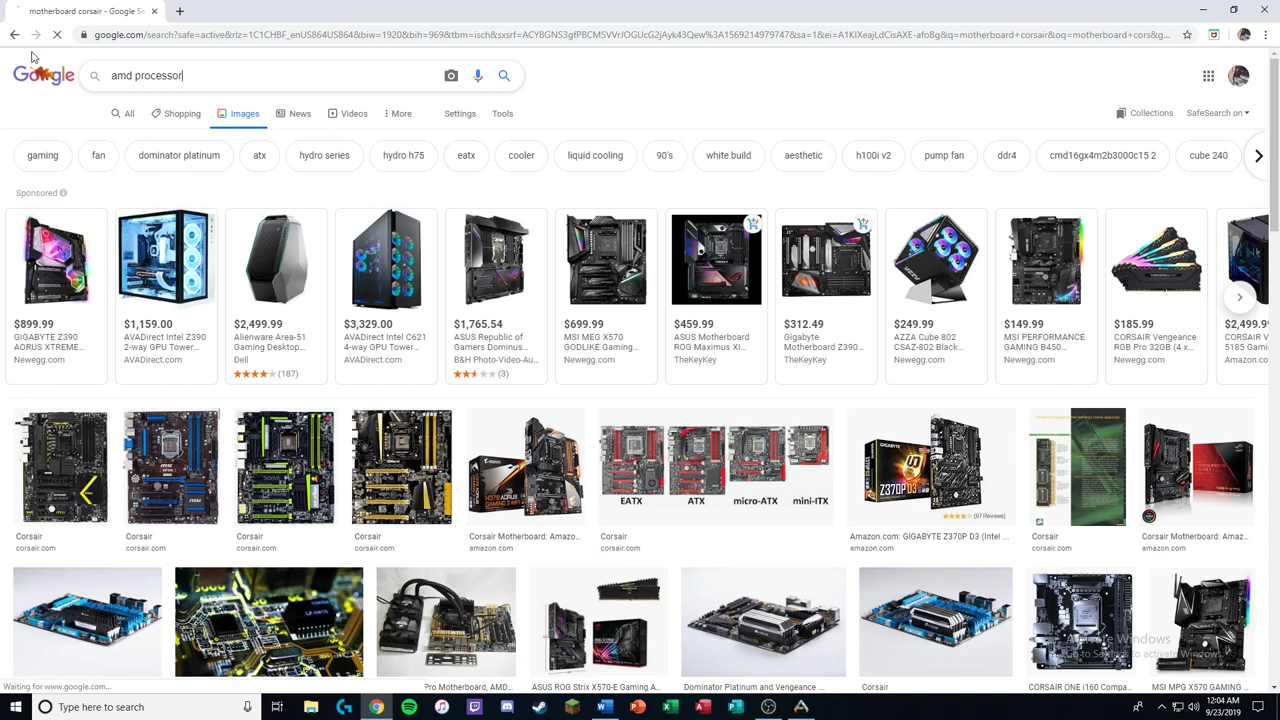 motherboard corsair - Google Se
google.com/search?safe=active&rlz=1C1CHBF_enUS864US864&biw=1920&bih=969&tbm=isch&sxsrf=ACYBGNS3gfPBCMSVVrJOGUcG2jAyk43Qew%3A1569214979747&sa=1&ei=A1KIXeajLdCisAXE-afoBg&q=motherboard+corsair&oq=motherboard+cors&g...
Google
amd processor
All Shopping Images News Videos More Settings Tools Collections SafeSearch on
gaming fan dominator platinum atx hydro series hydro h75 eatx cooler liquid cooling 90's white build aesthetic h100i v2 pump fan ddr4 cmd16gx4m2b3000c15 2 cube 240
Sponsored
$899.99 $1,159.00 $2,499.99 $3,329.00 $1,765.54 $699.99 $459.99 $312.49 $249.99 $149.99 $185.99 $2,499.9
GIGABYTE Z390 AVADirect Intel Z390 Alienware Area-51 AVADirect Intel C621 ASUS Republic of MSI MEG X570 ASUS Motherboard Gigabyte AZZA Cube 802 MSI PERFORMANCE CORSAIR Vengeance CORSAIR V
AORUS XTREME... 2-way GPU Tower... Gaming Desktop... 4-way GPU Tower... Gamers Dominus... GODLIKE Gaming... ROG Maximus XI... Motherboard Z390... CSAZ-802 Black... GAMING B450... RGB Pro 32GB (4 x... 5185 Gami
Newegg.com AVADirect.com Dell AVADirect.com B&H Photo-Video-Au... Newegg.com TheKeyKey TheKeyKey Newegg.com Newegg.com Newegg.com Amazon.co
(187) (3)
EATX ATX micro-ATX mini-ITX
GIGABYTE
Z370P D3
(97 Reviews)
Corsair Corsair Corsair Corsair Corsair Motherboard: Amazo... Corsair Amazon.com: GIGABYTE Z370P D3 (Intel ... Corsair Corsair Motherboard: Amaz...
corsair.com corsair.com corsair.com corsair.com amazon.com corsair.com amazon.com corsair.com amazon.com
Activate Windows
Go to Settings to activate Windows.
Waiting for www.google.com...
Pro Motherboard, AMD... ASUS ROG Strix X570-E Gaming A... Dominator Platinum and Vengeance ... Corsair CORSAIR ONE i160 Compa... MSI MPG X570 GAMING ...
Type here to search
12:04 AM
9/23/2019